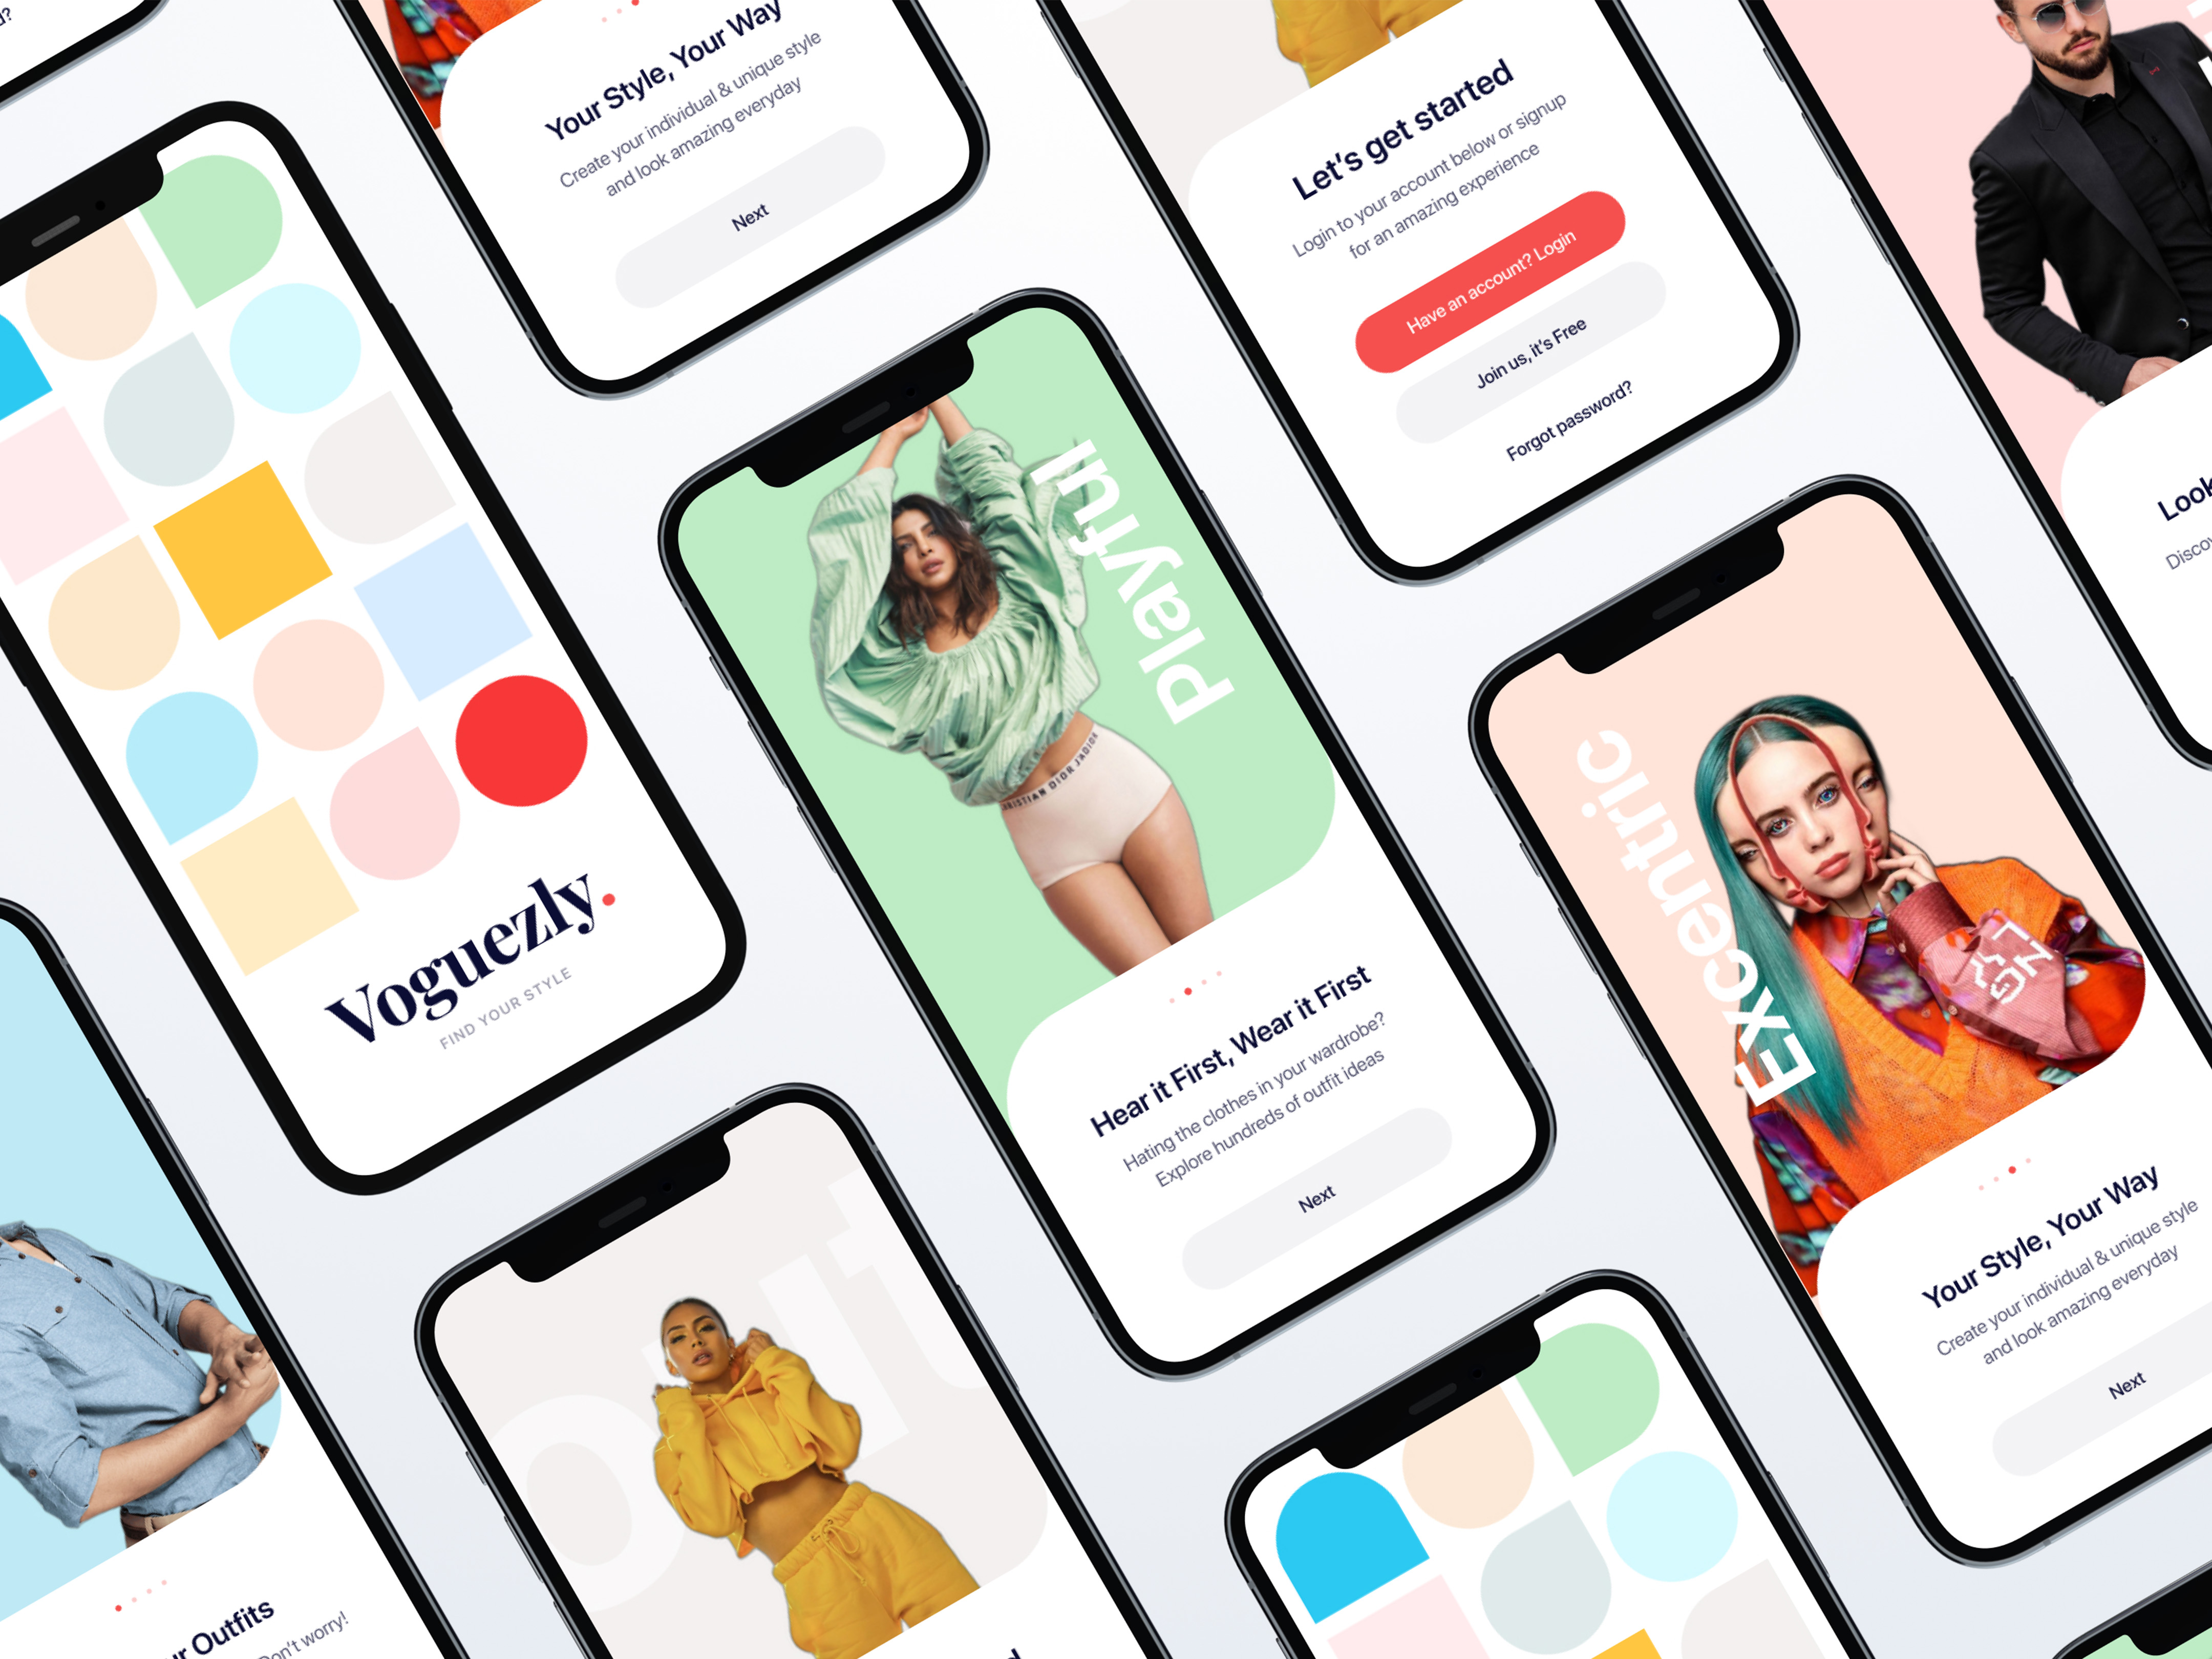 Your Style, Your Way
Create your individual & unique style
and look amazing everyday
Next
Let's get started
Login to your account below or signup
for an amazing experience
Have an account? Login
Join us, it's Free
Forgot password?
Voguezly.
FIND YOUR STYLE
Playful
CHRISTIAN DIOR JADIOR
Hear it First, Wear it First
Hating the clothes in your wardrobe?
Explore hundreds of outfit ideas
Next
Excentric
Your Style, Your Way
Create your individual & unique style
and look amazing everyday
Next
Look
Outfits
Don't worry!